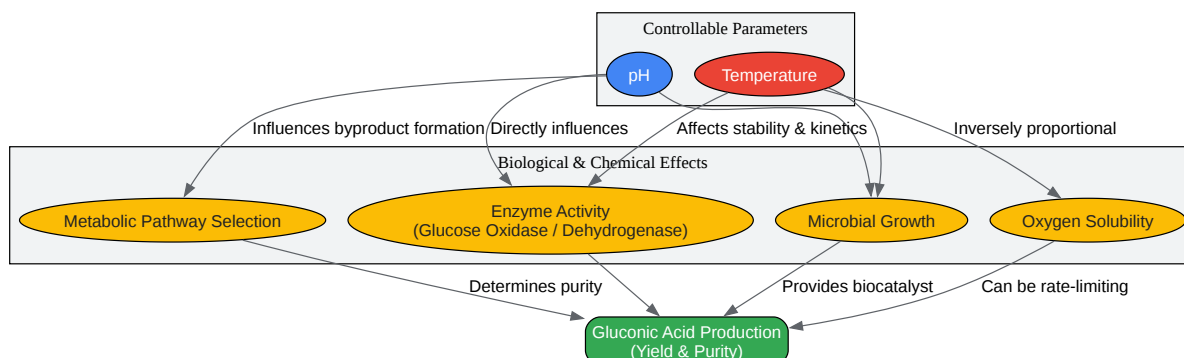 Controllable Parameters
pH
Temperature
Influences byproduct formation
Directly influences
Affects stability & kinetics
Inversely proportional
Biological & Chemical Effects
Metabolic Pathway Selection
Enzyme Activity
(Glucose Oxidase / Dehydrogenase)
Microbial Growth
Oxygen Solubility
Determines purity
Provides biocatalyst
Can be rate-limiting
Gluconic Acid Production
(Yield & Purity)